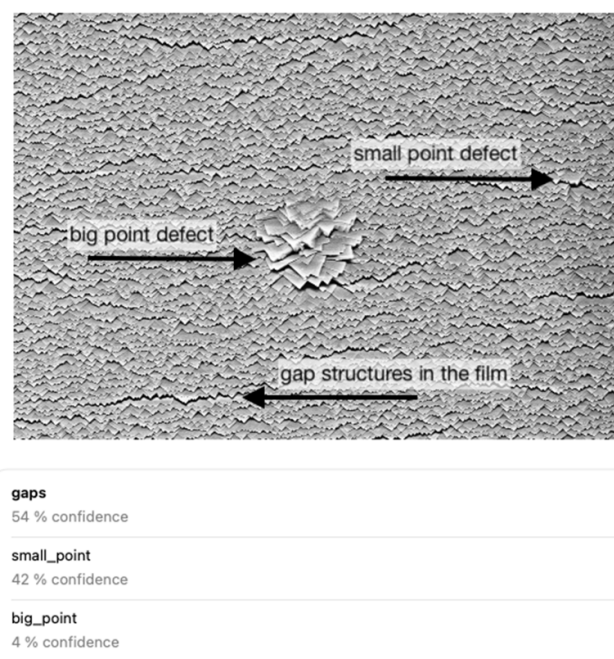 small point defect
big point defect
gap structures in the film
gaps
54 % confidence
small_point
42 % confidence
big_point
4 % confidence